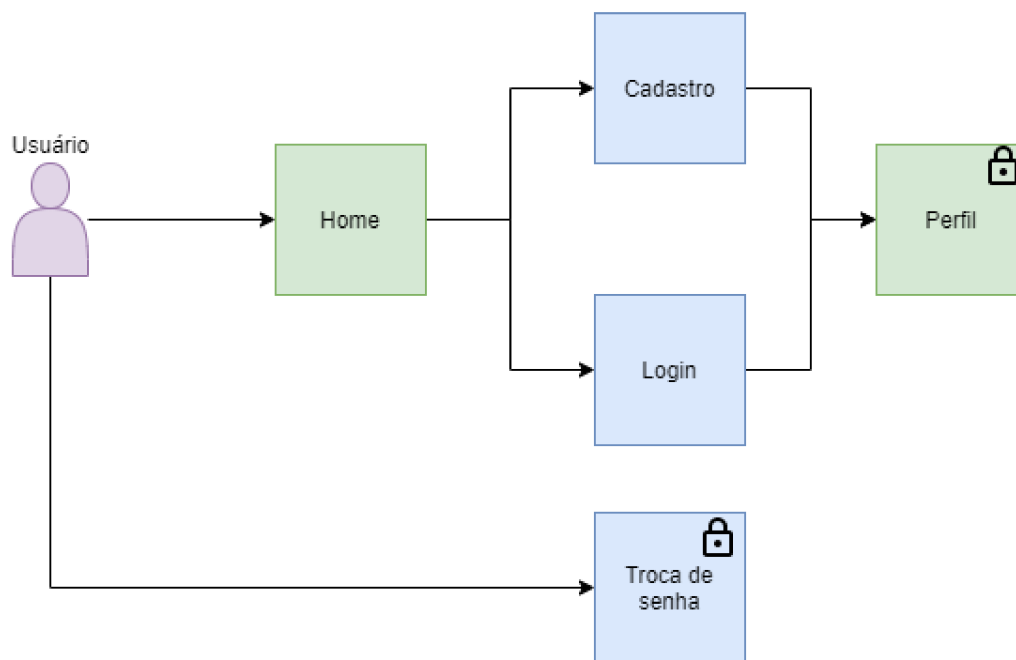 Cadastro
Usuário
Home
Perfil
Login
Troca de
senha